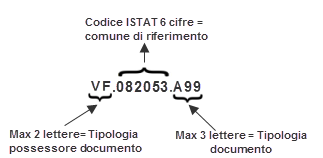 Codice ISTAT 6 cifre =
comune di riferimento
VF.082053.A99
Max 2 lettere= Tipologia
possessore documento
Max 3 lettere = Tipologia
documento